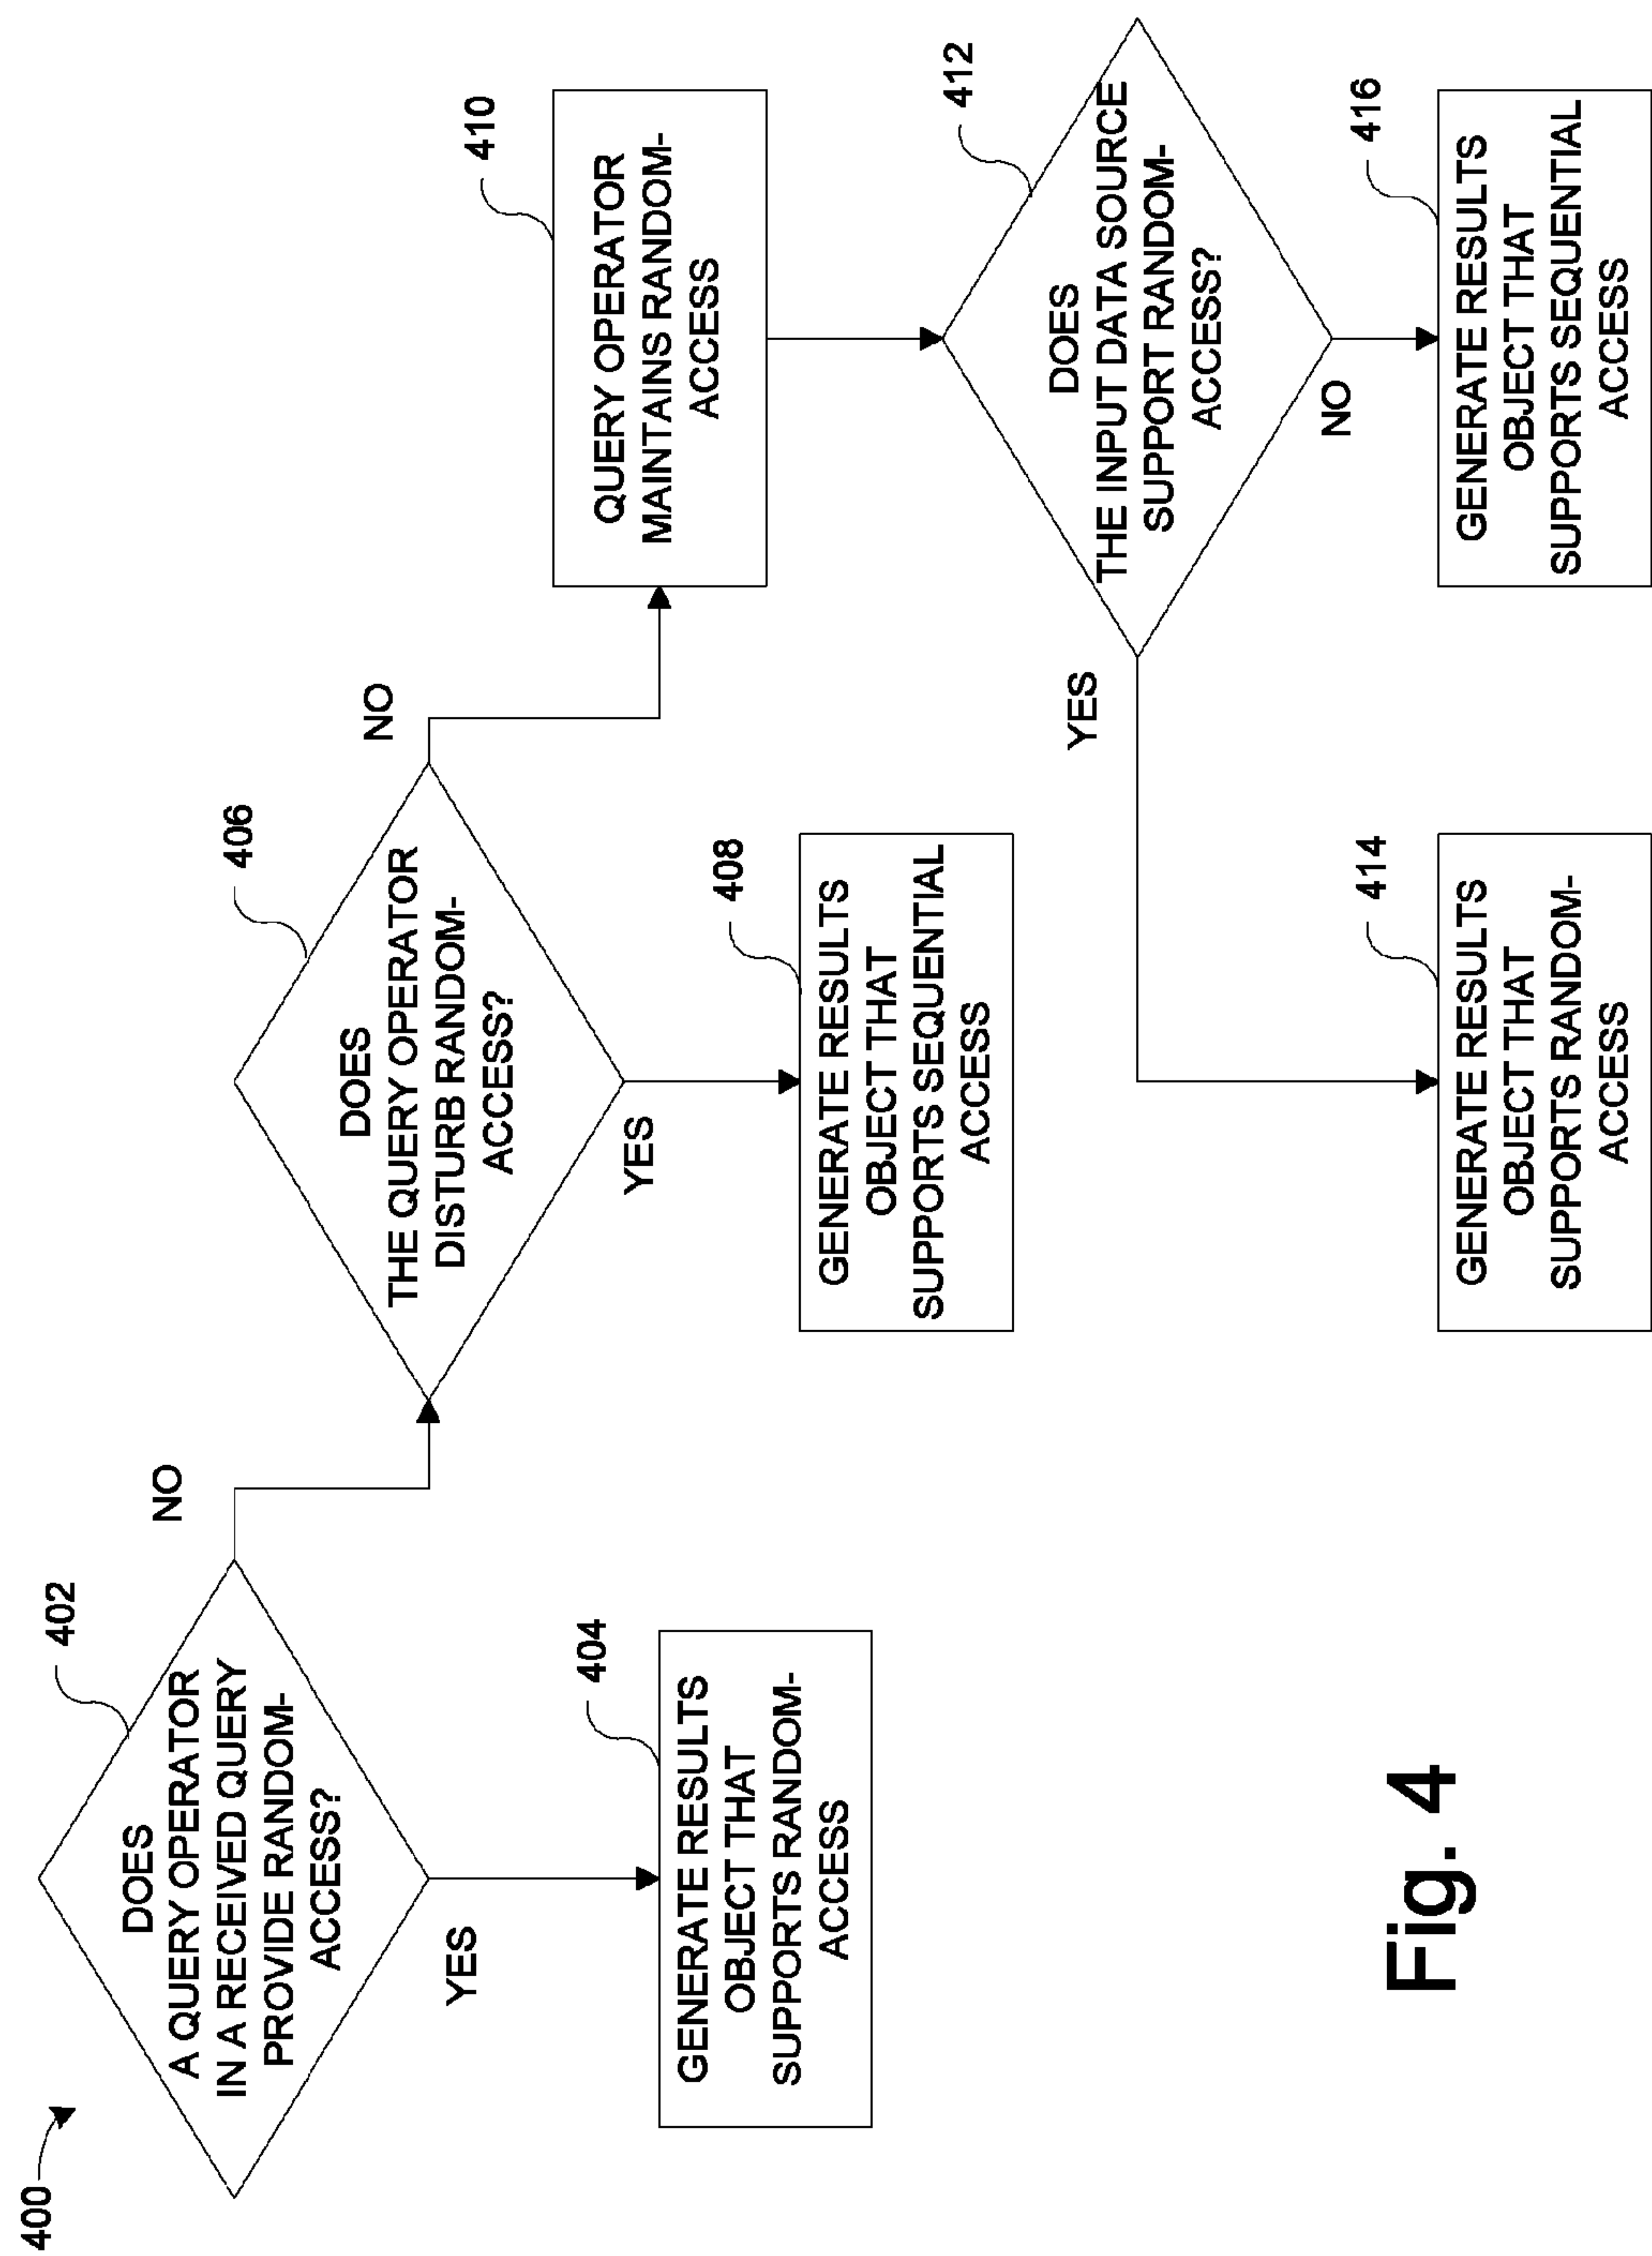 400
402
DOES
A QUERY OPERATOR
IN A RECEIVED QUERY
PROVIDE RANDOM-
ACCESS?
NO
YES
404
GENERATE RESULTS
OBJECT THAT
SUPPORTS RANDOM-
ACCESS
406
DOES
THE QUERY OPERATOR
DISTURB RANDOM-
ACCESS?
NO
YES
408
GENERATE RESULTS
OBJECT THAT
SUPPORTS SEQUENTIAL
ACCESS
410
QUERY OPERATOR
MAINTAINS RANDOM-
ACCESS
412
DOES
THE INPUT DATA SOURCE
SUPPORT RANDOM-
ACCESS?
YES
NO
414
GENERATE RESULTS
OBJECT THAT
SUPPORTS RANDOM-
ACCESS
416
GENERATE RESULTS
OBJECT THAT
SUPPORTS SEQUENTIAL
ACCESS
Fig. 4